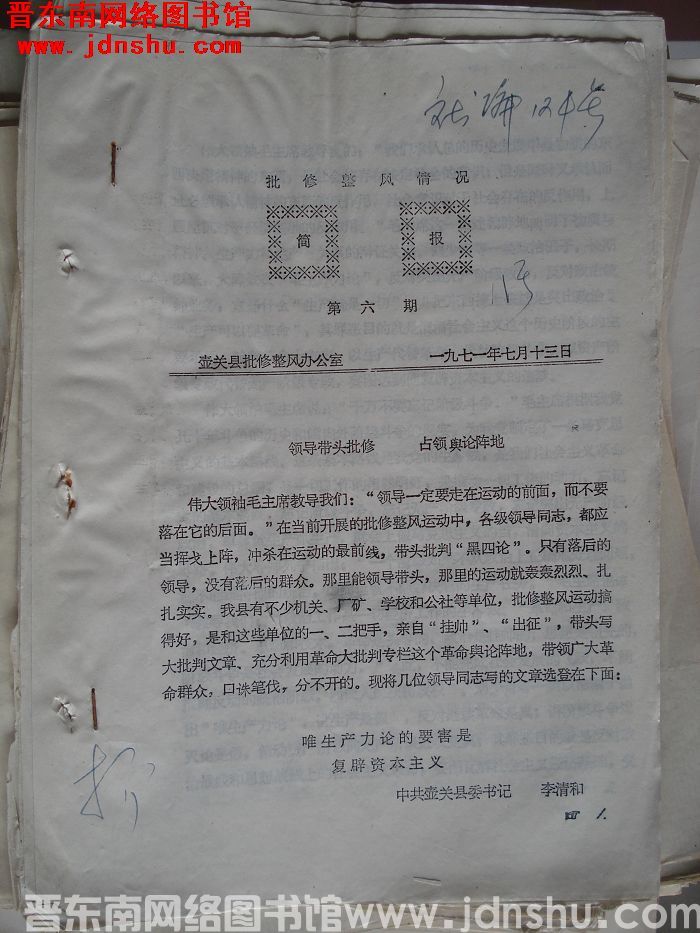 晋东南网络图书馆
www.jdnshu.com
批修整风情况
简报
第六期
壶关县批修整风办公室 一九七一年七月十三日
领导带头批修 占领舆论阵地
伟大领袖毛主席教导我们：“领导一定要走在运动的前面，而不要
落在它的后面。”在当前开展的批修整风运动中，各级领导同志，都应
当挥戈上阵，冲杀在运动的最前线，带头批判“黑四论”。只有落后的
领导，没有落后的群众。那里能领导带头，那里的运动就轰轰烈烈、扎
扎实实。我县有不少机关、厂矿、学校和公社等单位，批修整风运动搞
得好，是和这些单位的一、二把手，亲自“挂帅”、“出征”，带头写
大批判文章、充分利用革命大批判专栏这个革命舆论阵地，带领广大革
命群众，口诛笔伐，分不开的。现将几位领导同志写的文章选登在下面：
唯生产力论的要害是
复辟资本主义
中共壶关县委书记 李清和
晋东南网络图书馆www.jdnshu.com